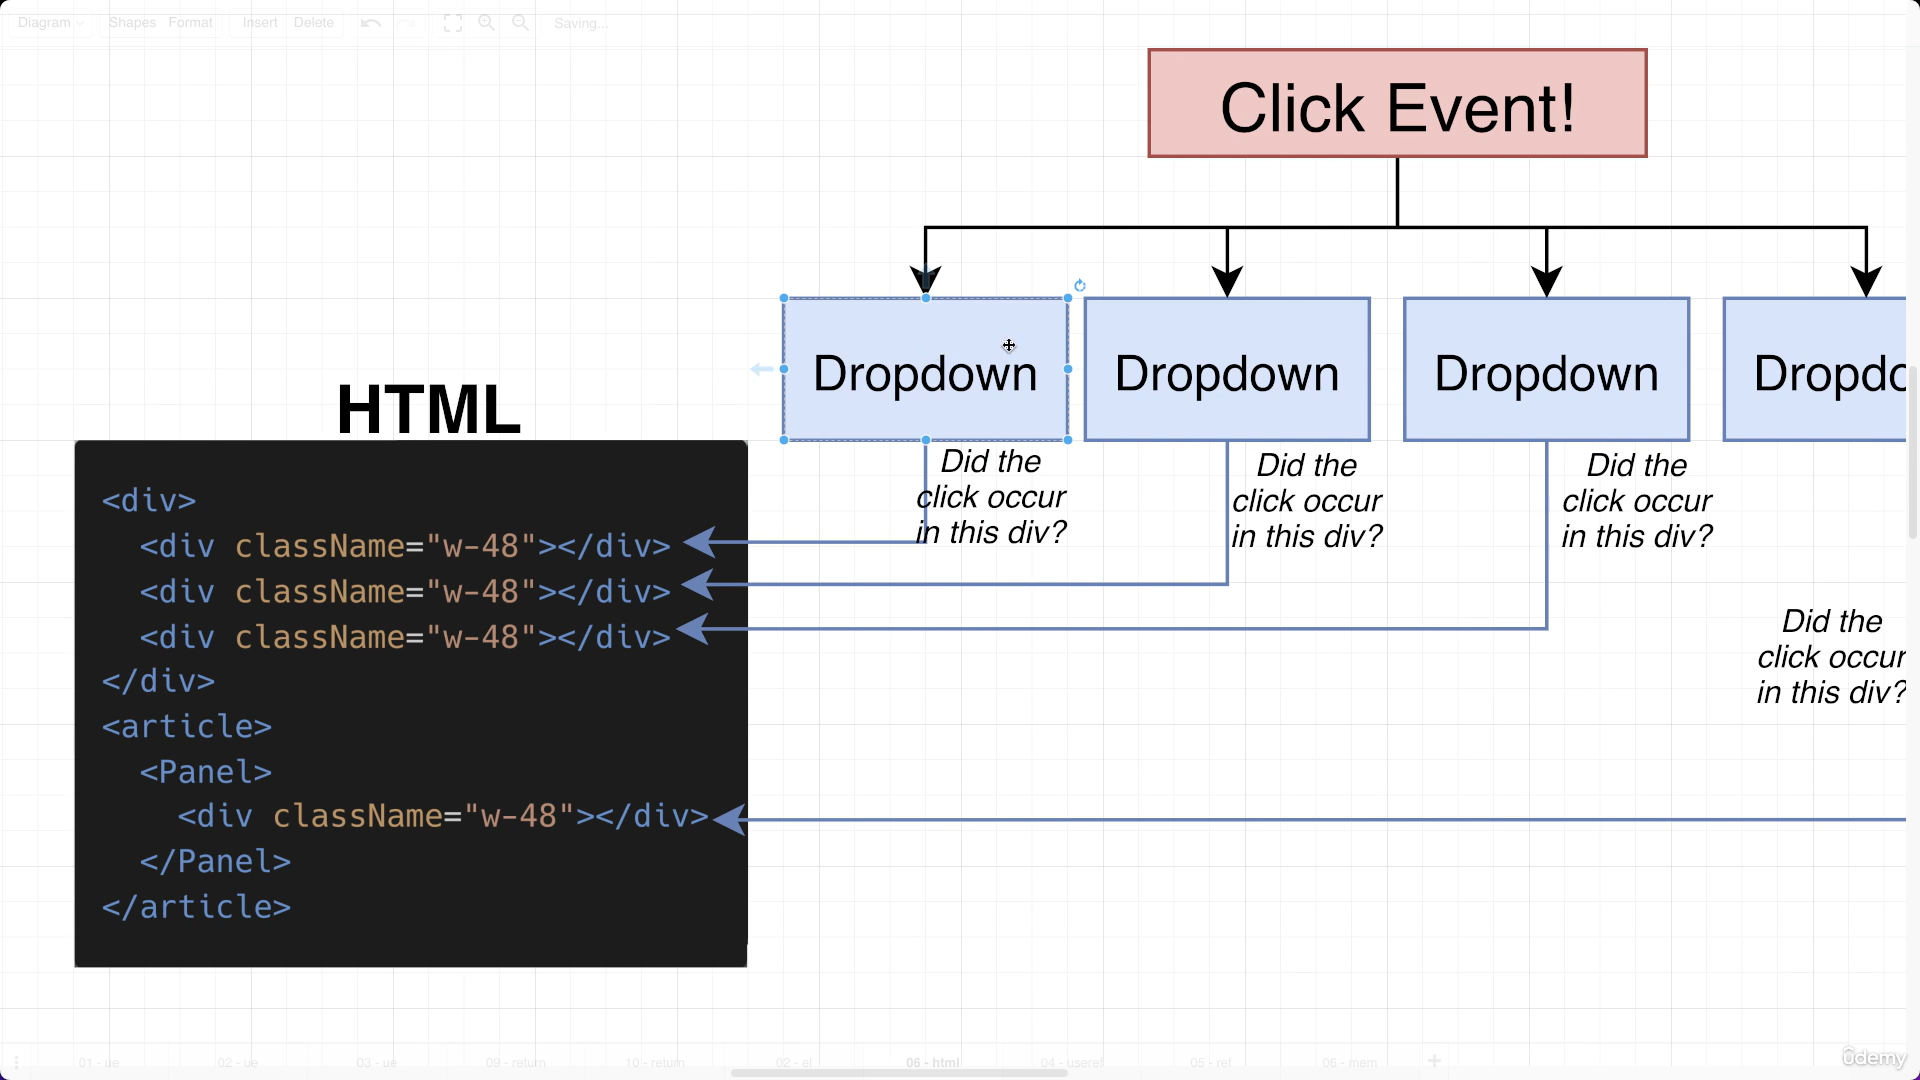 Diagram
Shapes
Format
Insert
Delete
Saving...
Click Event!
Dropdown
Dropdown
Dropdown
HTML
Did the
click occur
in this div?
Did the
click occur
in this div?
Did the
click occur
in this div?
Did the
click occur
in this div?
<div>
<div className="w-48"></div>
<div className="w-48"></div>
<div className="w-48"></div>
</div>
<article>
<Panel>
<div className="w-48"></div>
</Panel>
</article>
01 - ue
02 - ue
03 - ue
09 - return
10 - return
02 - el
06 - html
04 - useref
05 - ref
06 - mem
ûdemy